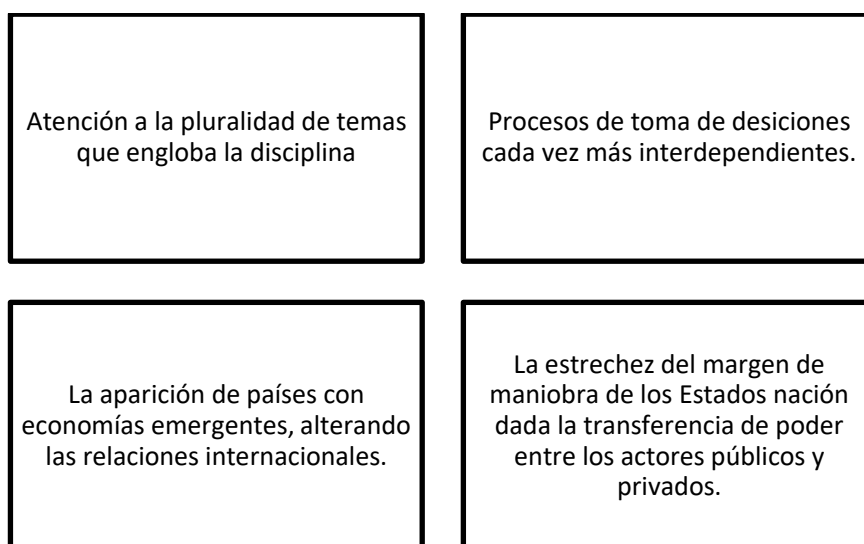 Atención a la pluralidad de temas
que engloba la disciplina
Procesos de toma de desiciones
cada vez más interdependientes.
La aparición de países con
economías emergentes, alterando
las relaciones internacionales.
La estrechez del margen de
maniobra de los Estados nación
dada la transferencia de poder
entre los actores públicos y
privados.